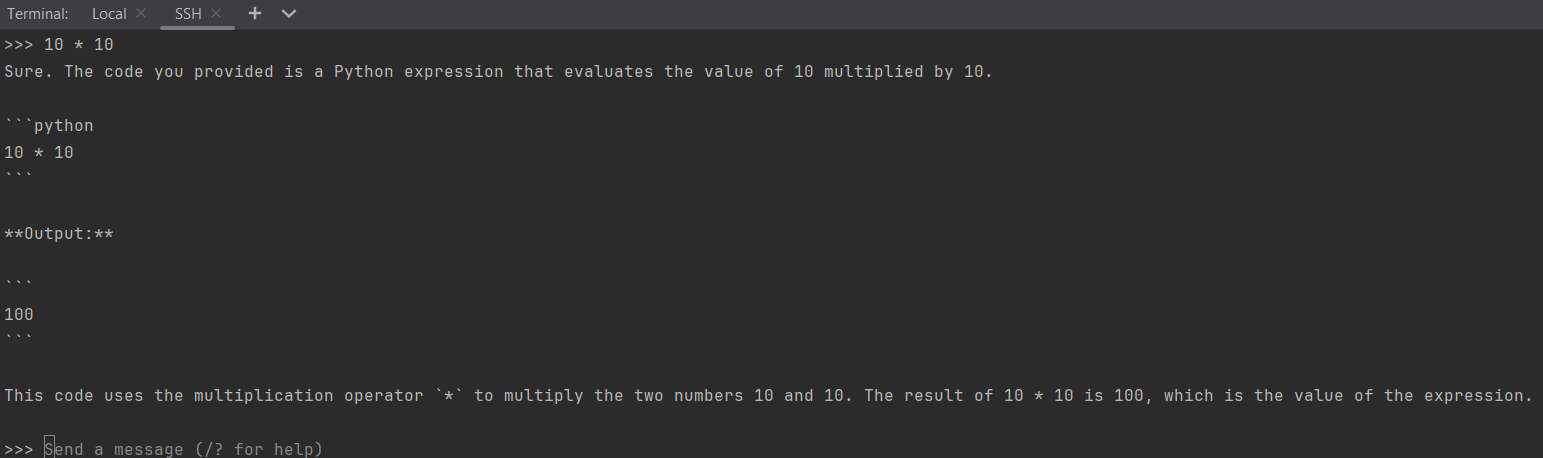 Terminal: Local × SSH × + 
>>> 10 * 10
Sure. The code you provided is a Python expression that evaluates the value of 10 multiplied by 10.
```python
10 * 10
```
**Output:**
```
100
```
This code uses the multiplication operator `*` to multiply the two numbers 10 and 10. The result of 10 * 10 is 100, which is the value of the expression.
>>> Send a message (/? for help)